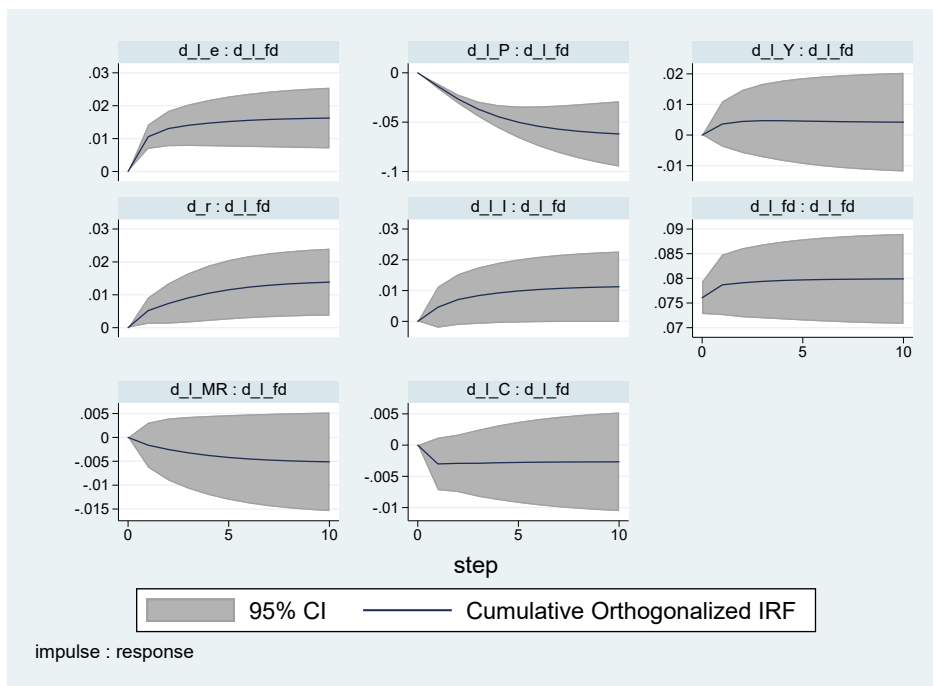 d_l_e : d_l_fd
.03
.02
.01
0
d_l_P : d_l_fd
0
-.05
-.1
d_l_Y : d_l_fd
.02
.01
0
-.01
d_r : d_l_fd
.03
.02
.01
0
d_l_I : d_l_fd
.03
.02
.01
0
d_l_fd : d_l_fd
.09
.085
.08
.075
.07
0 5 10
d_l_MR : d_l_fd
.005
0
-.005
-.01
-.015
0 5 10
d_l_C : d_l_fd
.005
0
-.005
-.01
0 5 10
step
95% CI
Cumulative Orthogonalized IRF
impulse : response